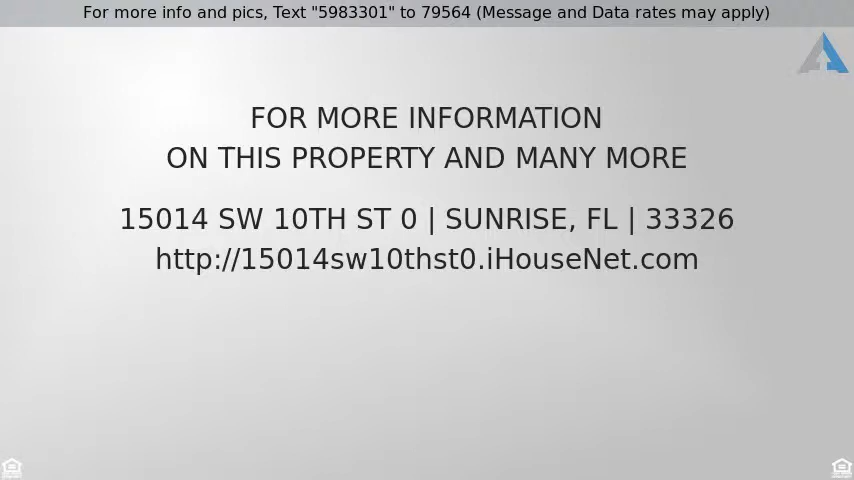 For more info and pics, Text "5983301" to 79564 (Message and Data rates may apply)
FOR MORE INFORMATION
ON THIS PROPERTY AND MANY MORE
15014 SW 10TH ST 0 | SUNRISE, FL | 33326
http://15014sw10thst0.iHouseNet.com